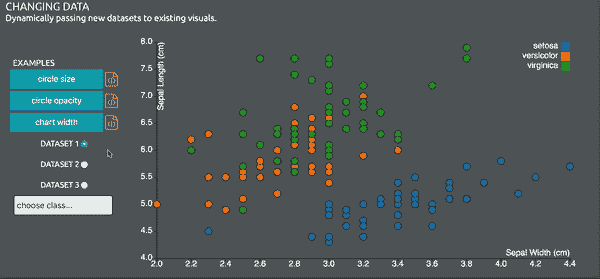 CHANGING DATA
Dynamically passing new datasets to existing visuals.
EXAMPLES
circle size
circle opacity
chart width
DATASET 1
DATASET 2
DATASET 3
choose class...
Sepal Length (cm)
8.0
7.5
7.0
6.5
6.0
5.5
5.0
4.5
4.0
setosa
versicolor
virginica
Sepal Width (cm)
2.0 2.2 2.4 2.6 2.8 3.0 3.2 3.4 3.6 3.8 4.0 4.2 4.4